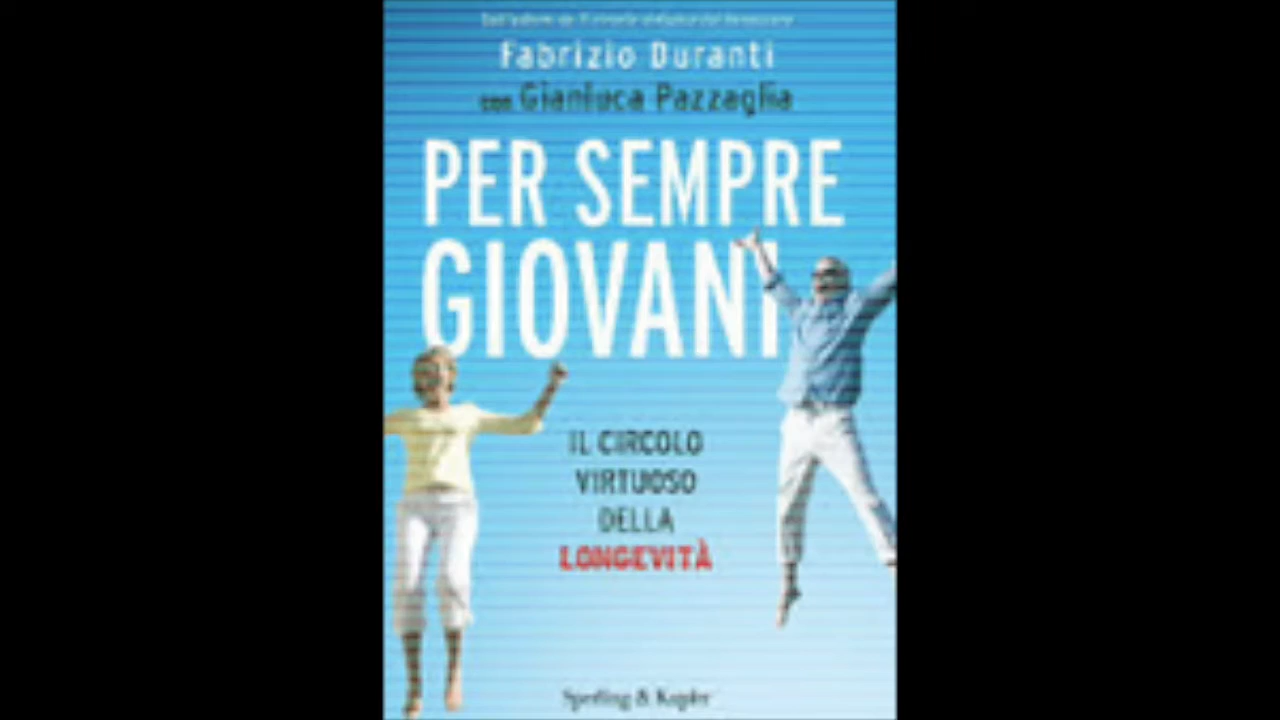 Fabrizio Duranti
con Gianluca Pazzaglia
PER SEMPRE
GIOVANI
IL CIRCOLO
VIRTUOSO
DELLA
LONGEVITÀ
Sperling & Kupfer